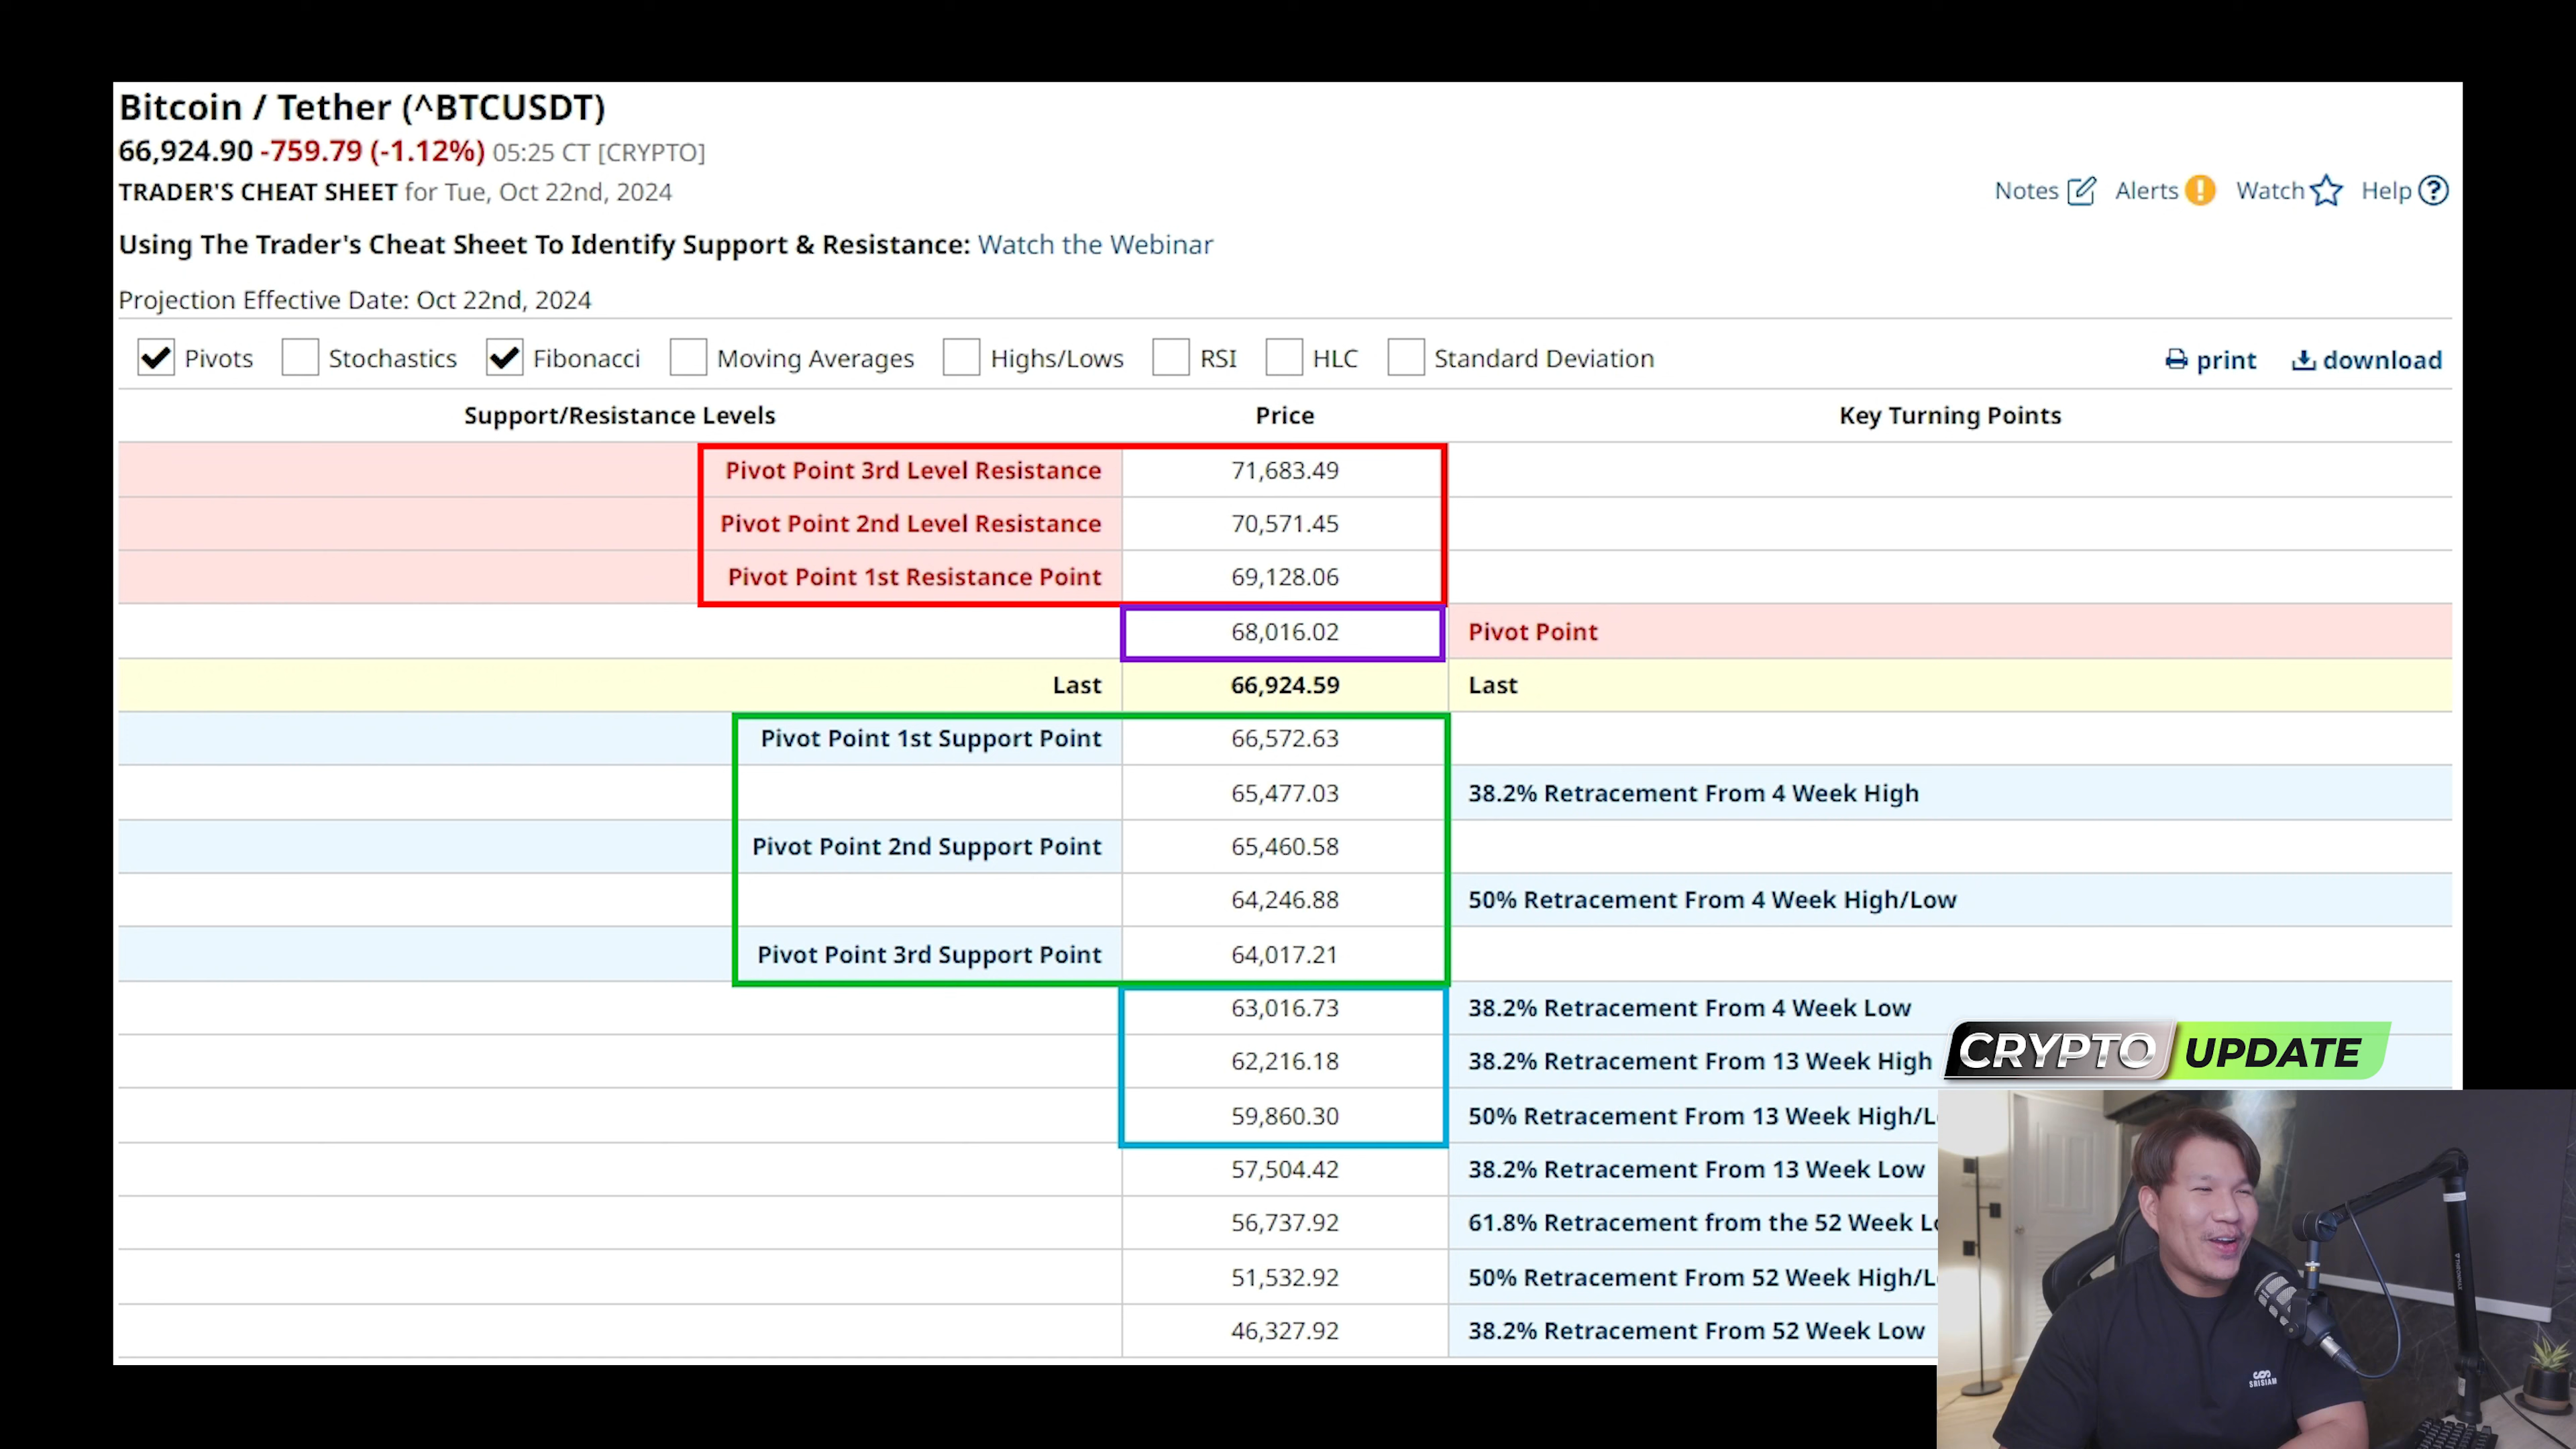 Bitcoin / Tether (^BTCUSDT)
66,924.90 -759.79 (-1.12%) 05:25 CT [CRYPTO]
TRADER'S CHEAT SHEET for Tue, Oct 22nd, 2024
Notes Alerts Watch Help
Using The Trader's Cheat Sheet To Identify Support & Resistance: Watch the Webinar
Projection Effective Date: Oct 22nd, 2024
Pivots Stochastics Fibonacci Moving Averages Highs/Lows RSI HLC Standard Deviation print download
Support/Resistance Levels Price Key Turning Points
Pivot Point 3rd Level Resistance 71,683.49
Pivot Point 2nd Level Resistance 70,571.45
Pivot Point 1st Resistance Point 69,128.06
68,016.02 Pivot Point
Last 66,924.59 Last
Pivot Point 1st Support Point 66,572.63
65,477.03 38.2% Retracement From 4 Week High
Pivot Point 2nd Support Point 65,460.58
64,246.88 50% Retracement From 4 Week High/Low
Pivot Point 3rd Support Point 64,017.21
63,016.73 38.2% Retracement From 4 Week Low
62,216.18 38.2% Retracement From 13 Week High
CRYPTO UPDATE
59,860.30 50% Retracement From 13 Week High/L
57,504.42 38.2% Retracement From 13 Week Low
56,737.92 61.8% Retracement from the 52 Week L
51,532.92 50% Retracement From 52 Week High/L
46,327.92 38.2% Retracement From 52 Week Low
SRISIAM